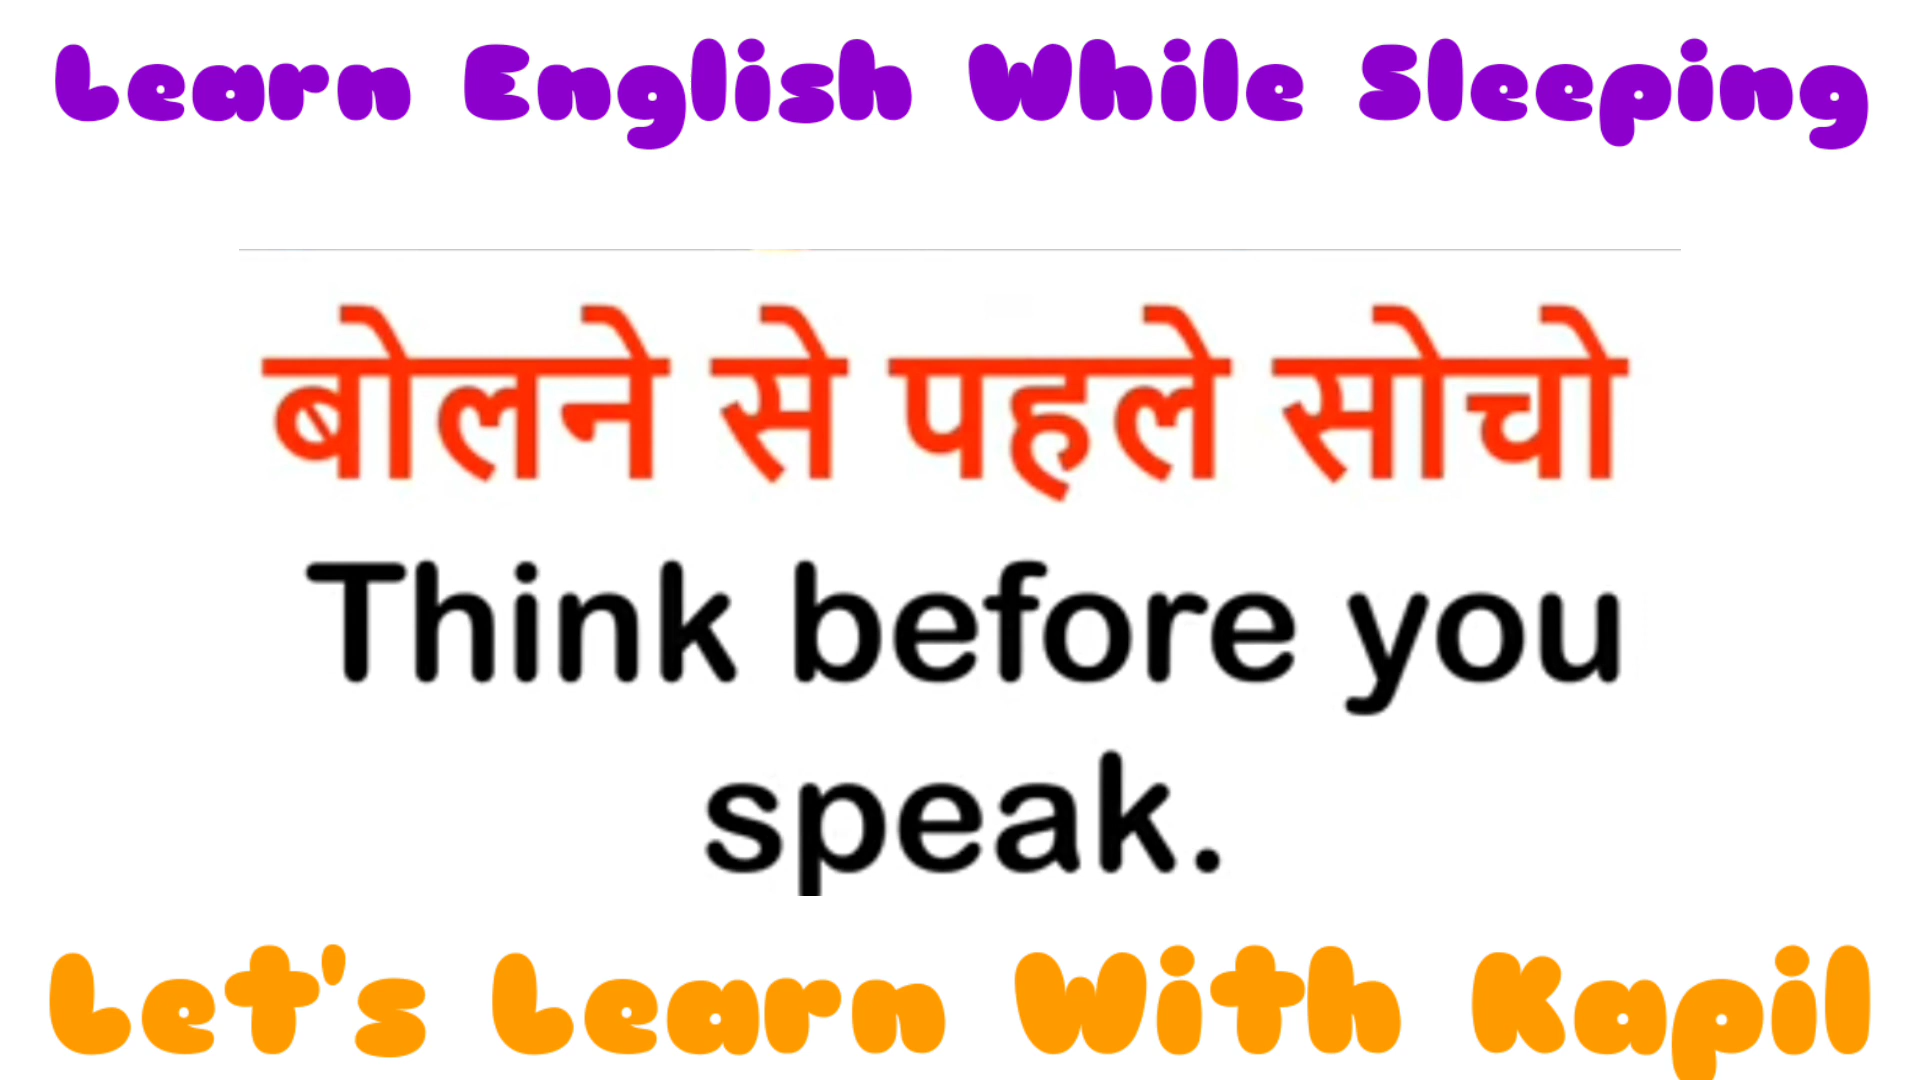 Learn English While Sleeping
बोलने से पहले सोचो
Think before you
speak.
Let's Learn With Kapil